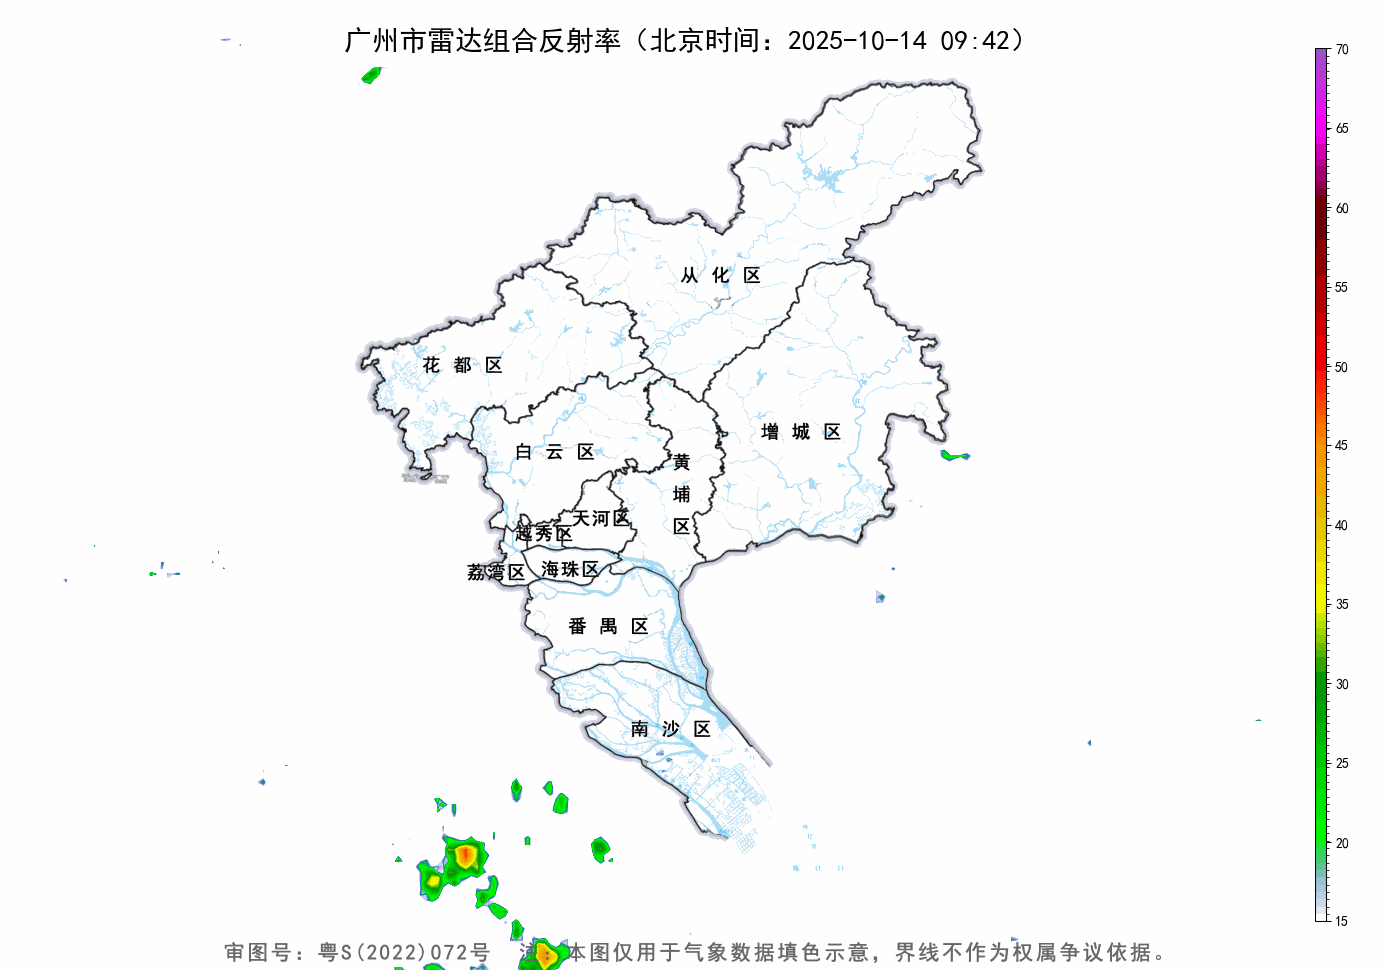 广州市雷达组合反射率（北京时间：2025-10-14 09:42）
70
65
60
55
50
45
40
35
30
25
20
15
从化区
花都区
增城区
白云区
黄埔区
天河区
越秀区
荔湾区
海珠区
番禺区
南沙区
审图号：粤S(2022)072号 本图仅用于气象数据填色示意，界线不作为权属争议依据。